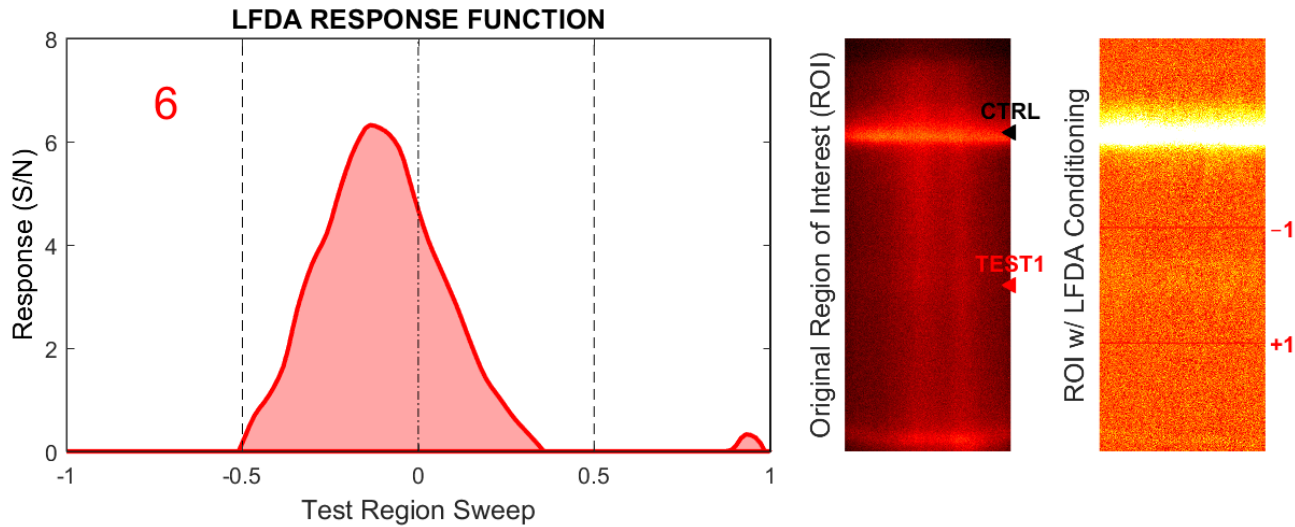 LFDA RESPONSE FUNCTION
8
6
4
2
0
Response (S/N)
6
-1
-0.5
0
0.5
1
Test Region Sweep
Original Region of Interest (ROI)
CTRL
TEST1
ROI w/ LFDA Conditioning
−1
+1